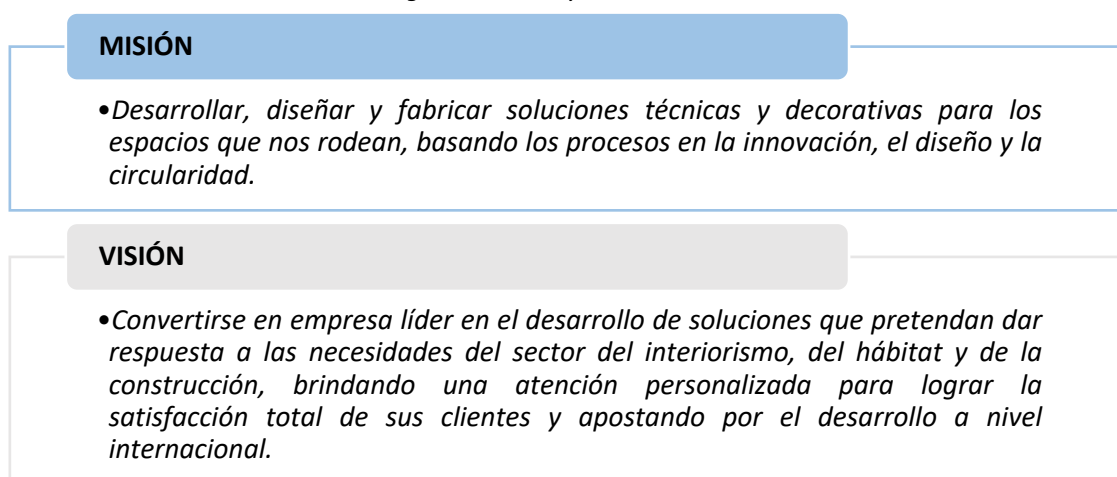 MISIÓN
•Desarrollar, diseñar y fabricar soluciones técnicas y decorativas para los
espacios que nos rodean, basando los procesos en la innovación, el diseño y la
circularidad.
VISIÓN
•Convertirse en empresa líder en el desarrollo de soluciones que pretendan dar
respuesta a las necesidades del sector del interiorismo, del hábitat y de la
construcción, brindando una atención personalizada para lograr la
satisfacción total de sus clientes y apostando por el desarrollo a nivel
internacional.